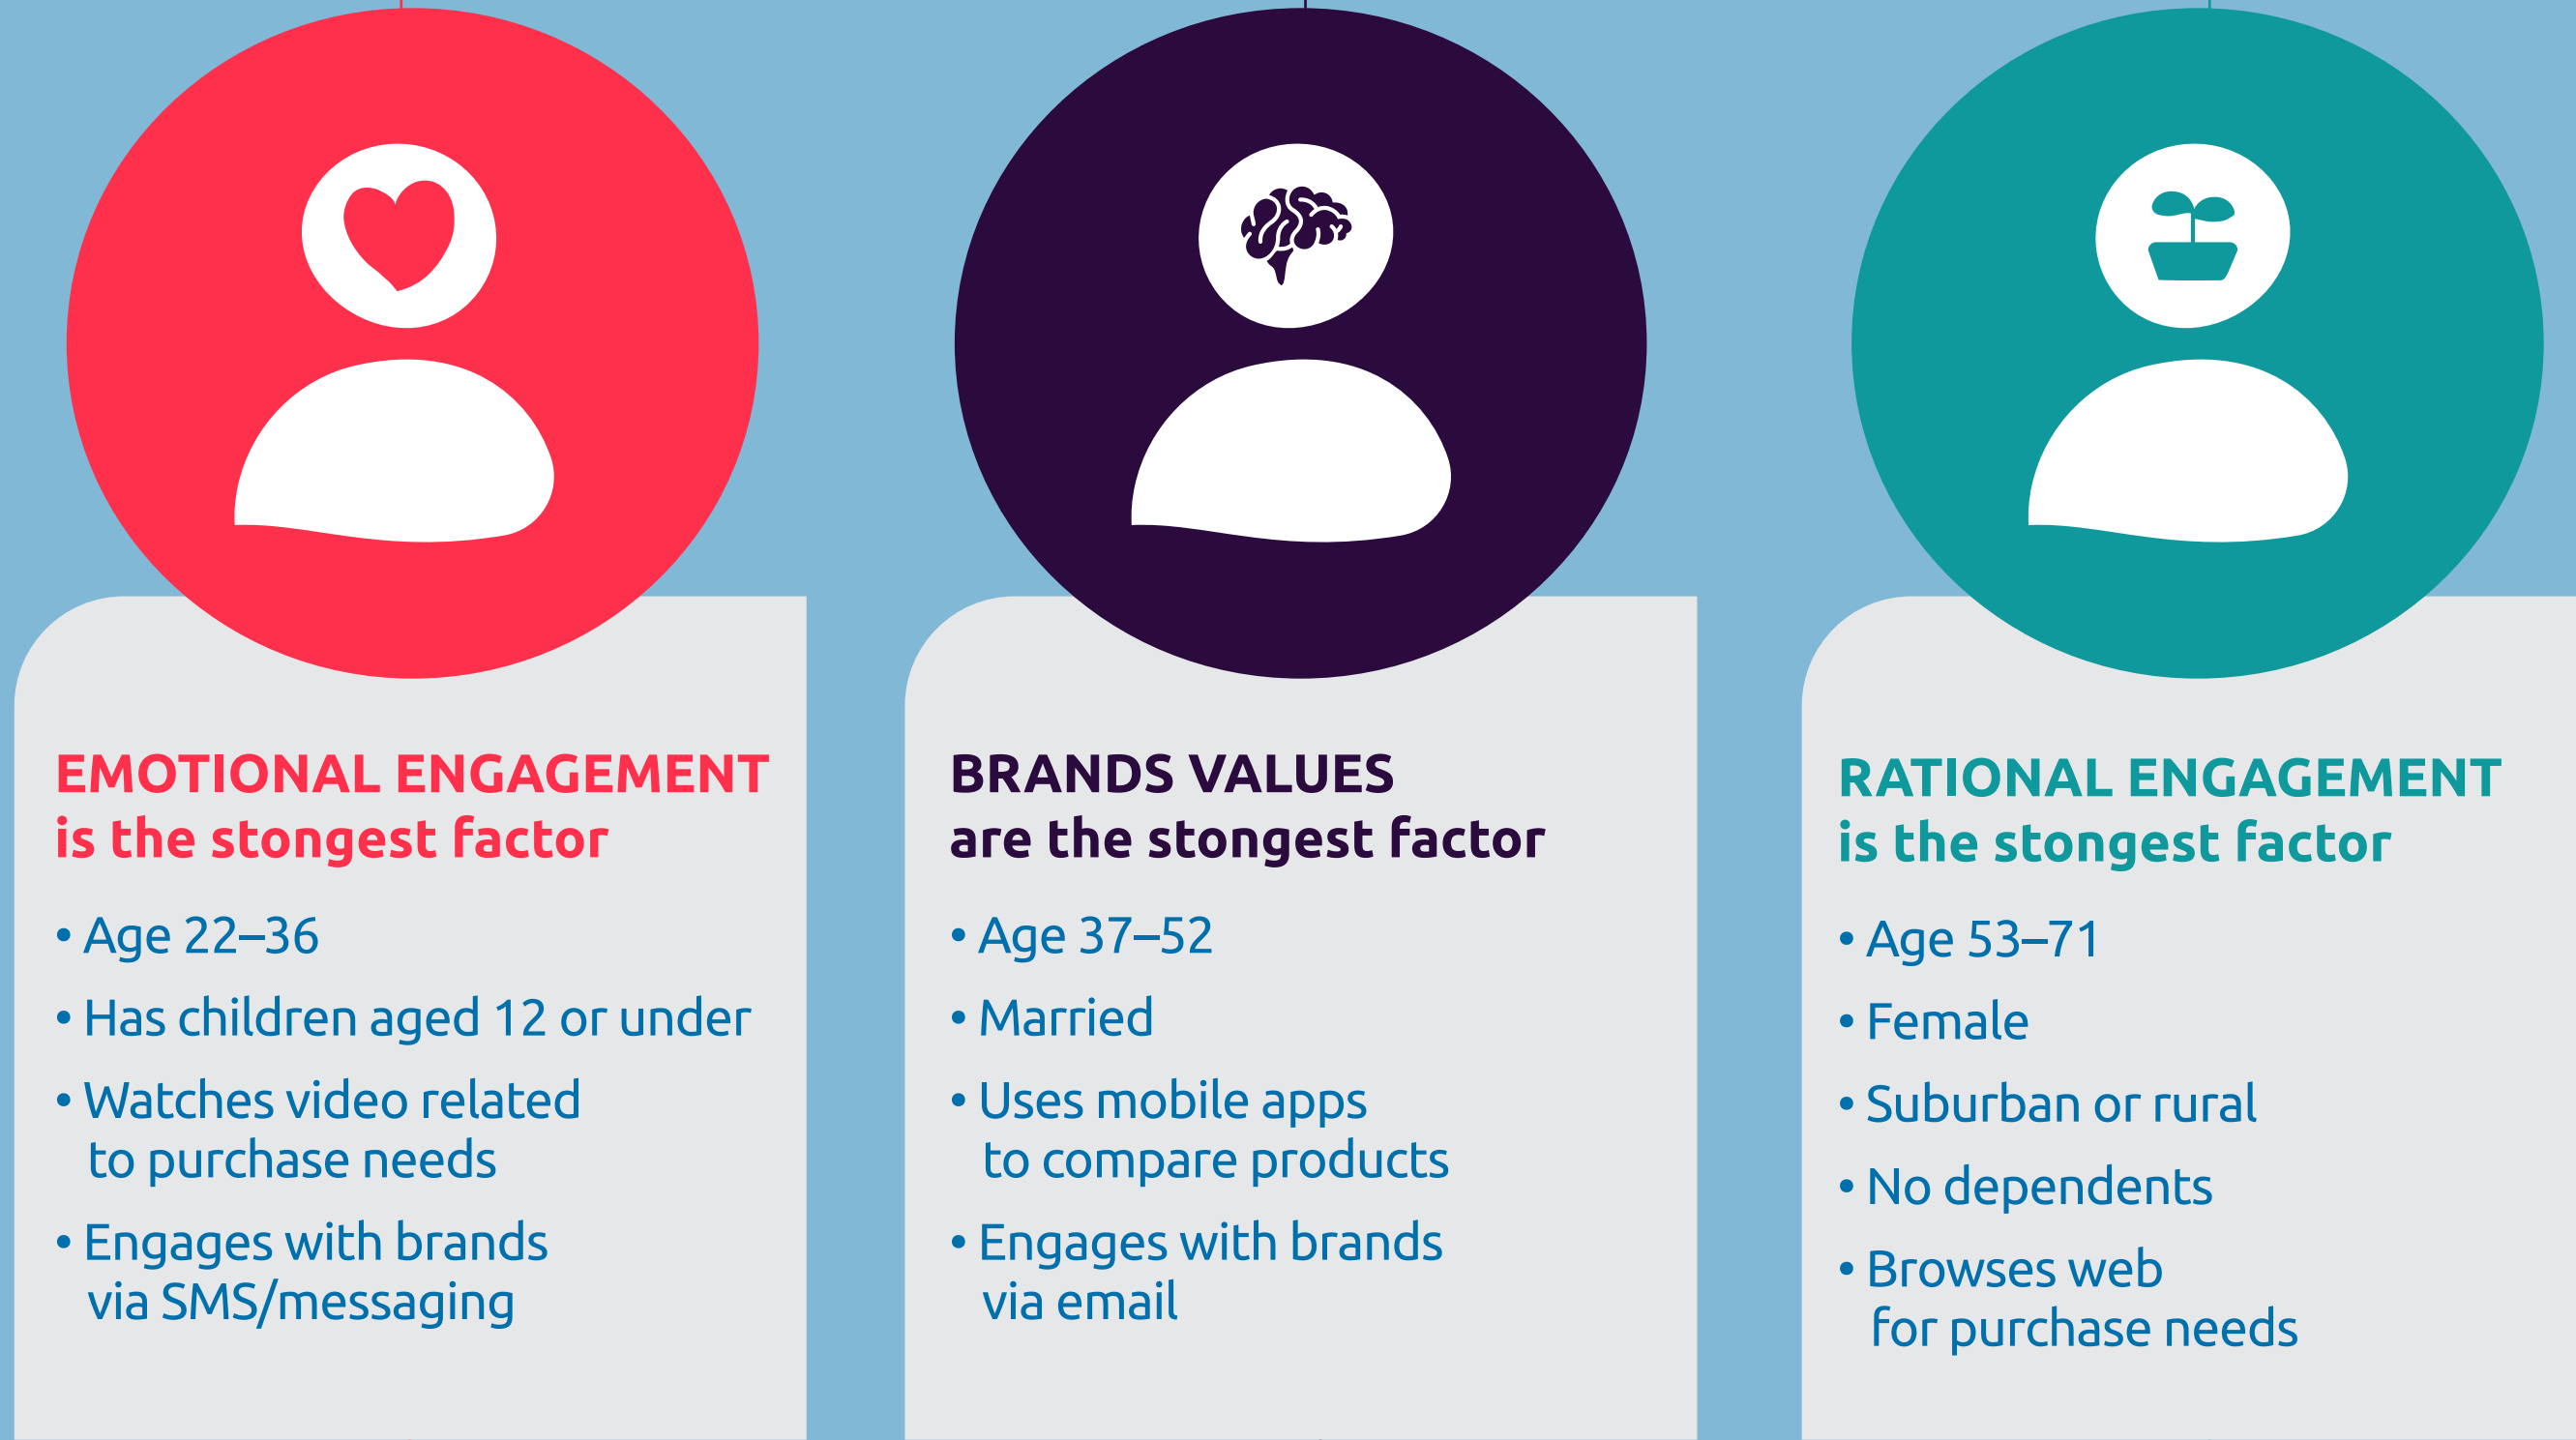 EMOTIONAL ENGAGEMENT
is the stongest factor
• Age 22–36
• Has children aged 12 or under
• Watches video related
to purchase needs
• Engages with brands
via SMS/messaging
BRANDS VALUES
are the stongest factor
• Age 37–52
• Married
• Uses mobile apps
to compare products
• Engages with brands
via email
RATIONAL ENGAGEMENT
is the stongest factor
• Age 53–71
• Female
• Suburban or rural
• No dependents
• Browses web
for purchase needs